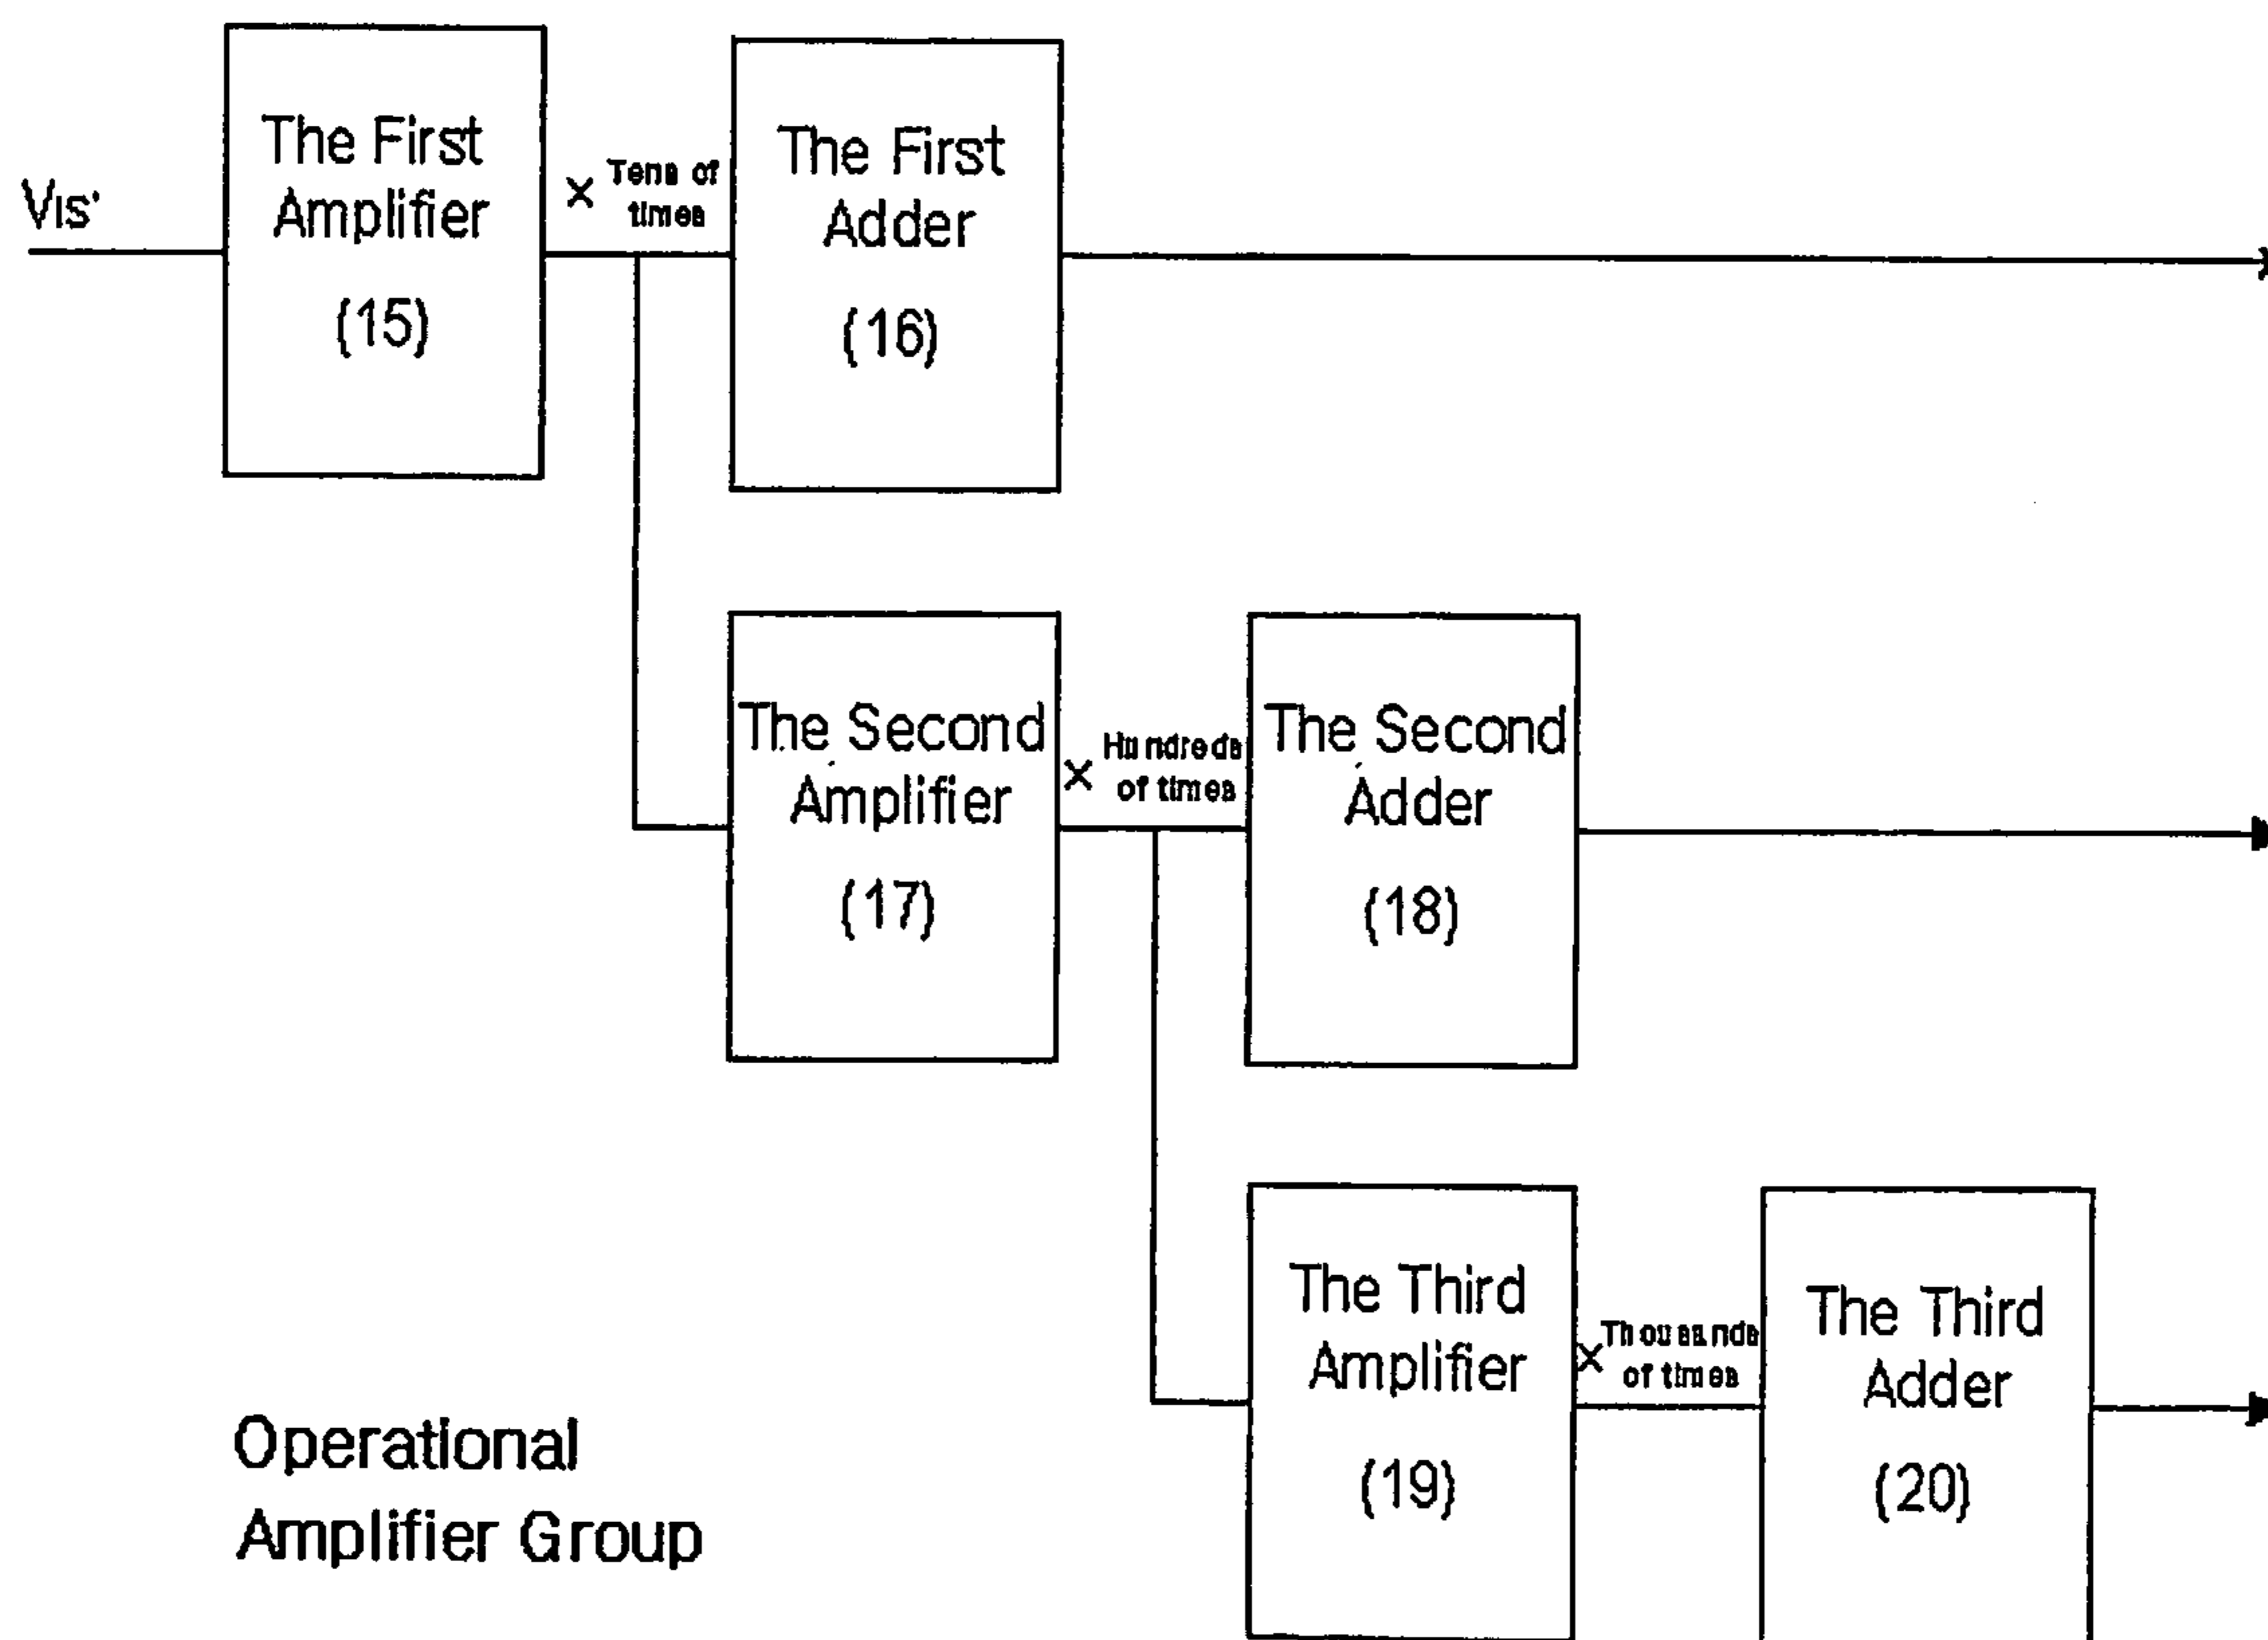 VIS'
The First
Amplifier
(15)
× Tens of
times
The First
Adder
(16)
The Second
Amplifier
(17)
× Hundreds
of times
The Second
Adder
(18)
The Third
Amplifier
(19)
× Thousands
of times
The Third
Adder
(20)
Operational
Amplifier Group